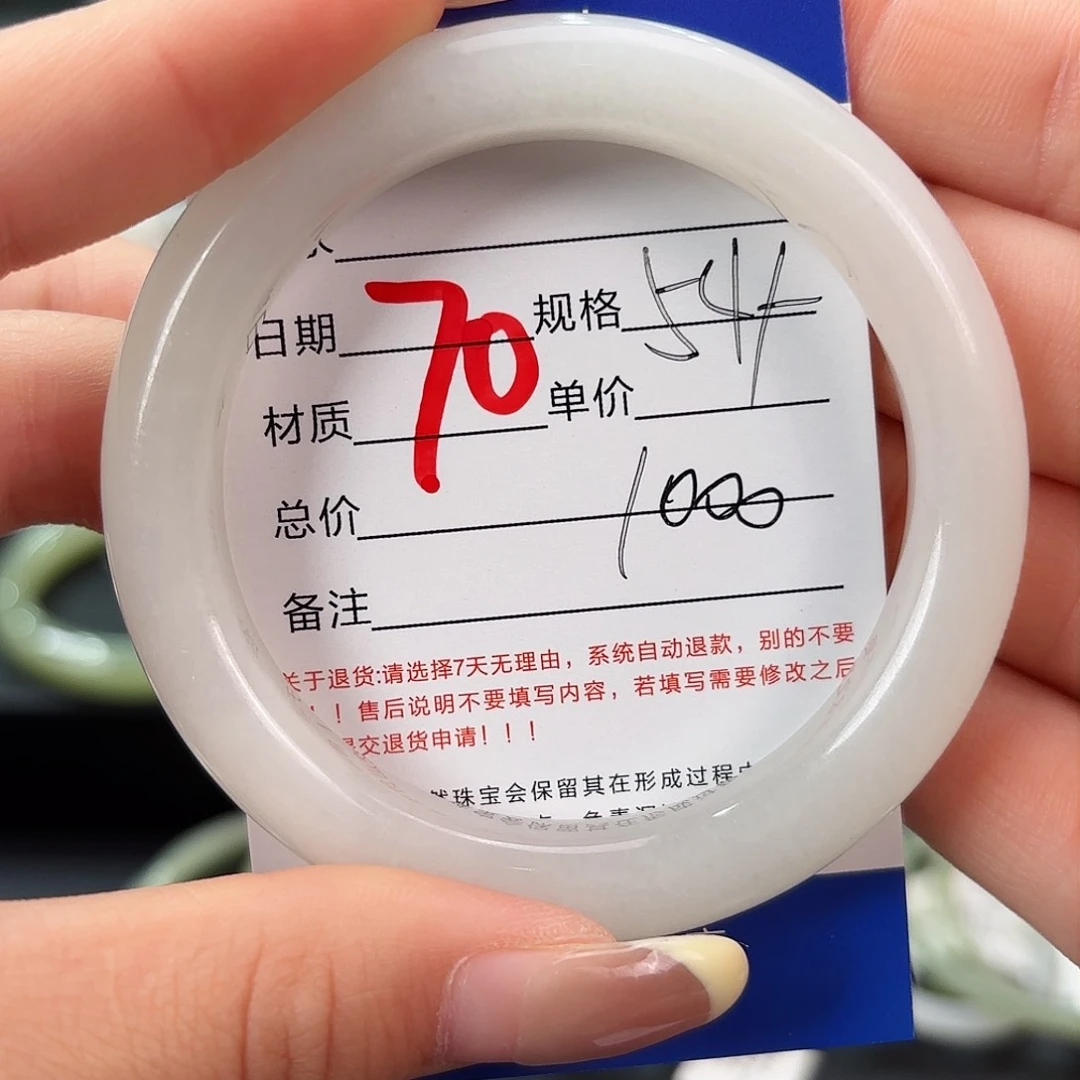 日期 70 规格 54+
材质 单价
总价 1000
备注
关于退货:请选择7天无理由，系统自动退款，别的不要
！！售后说明不要填写内容，若填写需要修改之后
交退货申请！！！
珠宝会保留其在形成过程